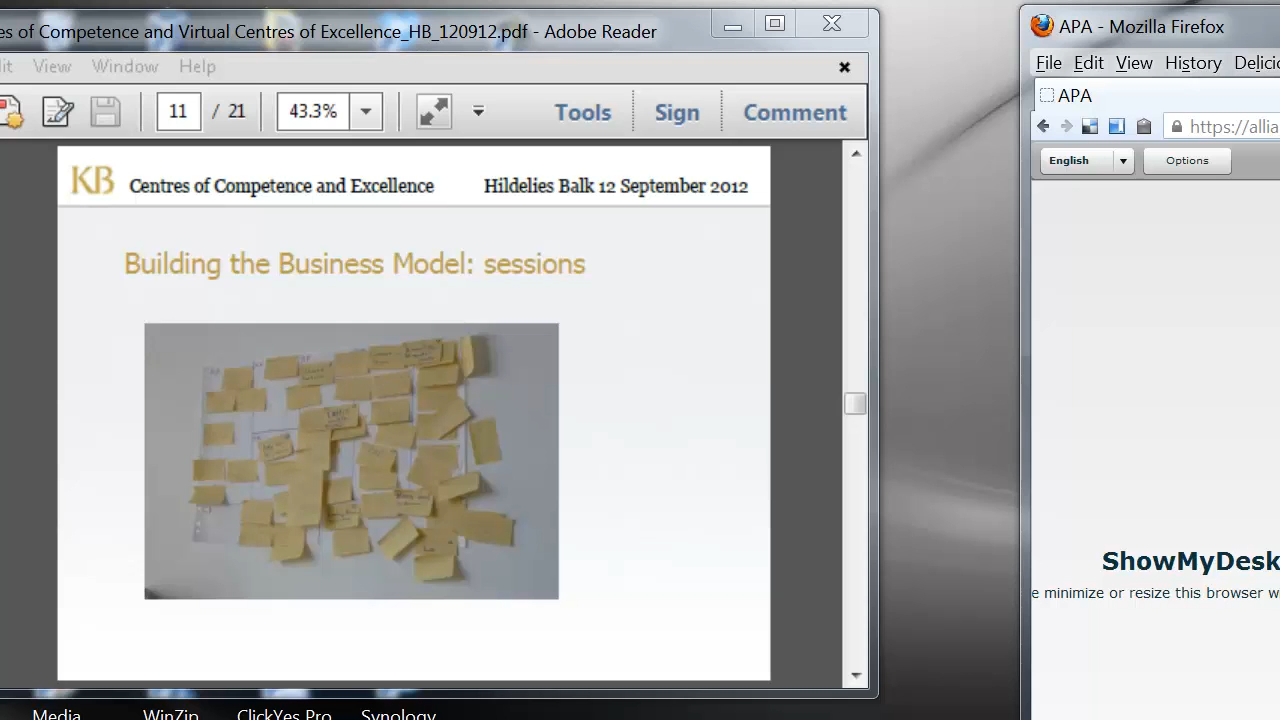 es of Competence and Virtual Centres of Excellence_HB_120912.pdf - Adobe Reader
it View Window Help
11 / 21 43.3% Tools Sign Comment
KB Centres of Competence and Excellence Hildelies Balk 12 September 2012
Building the Business Model: sessions
Media WinZip ClickYes Pro Synology
APA - Mozilla Firefox
File Edit View History Delicio
APA
https://allia
English Options
ShowMyDesk
e minimize or resize this browser w